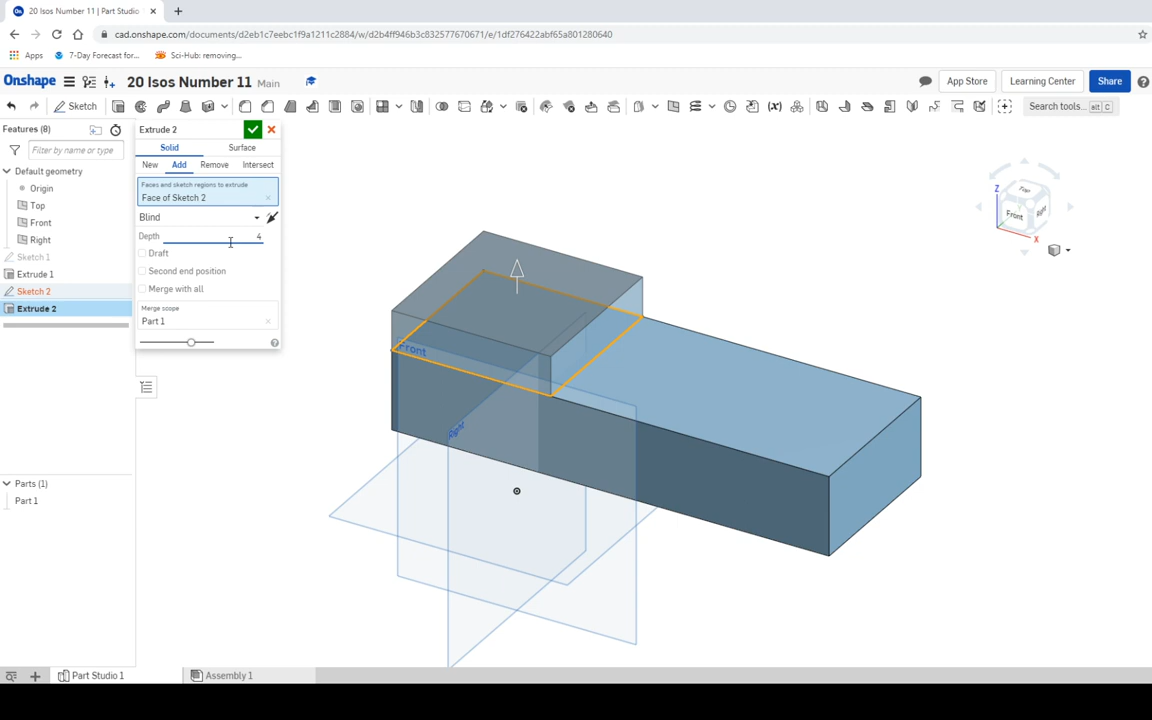 20 Isos Number 11 | Part Studio
cad.onshape.com/documents/d2eb1c7eebc1f9a1211c2884/w/d2b4ff946b3c832577670671/e/1df276422abf65a801280640
Apps 7-Day Forecast for... Sci-Hub: removing...
Onshape 20 Isos Number 11 Main App Store Learning Center Share
Sketch Search tools... alt C
Features (8)
Filter by name or type
Default geometry
Origin
Top
Front
Right
Sketch 1
Extrude 1
Sketch 2
Extrude 2
Parts (1)
Part 1
Extrude 2
Solid Surface
New Add Remove Intersect
Faces and sketch regions to extrude
Face of Sketch 2
Blind
Depth 4
Draft
Second end position
Merge with all
Merge scope
Part 1
Front
Right
Z
Top
Front Right
X
Part Studio 1 Assembly 1